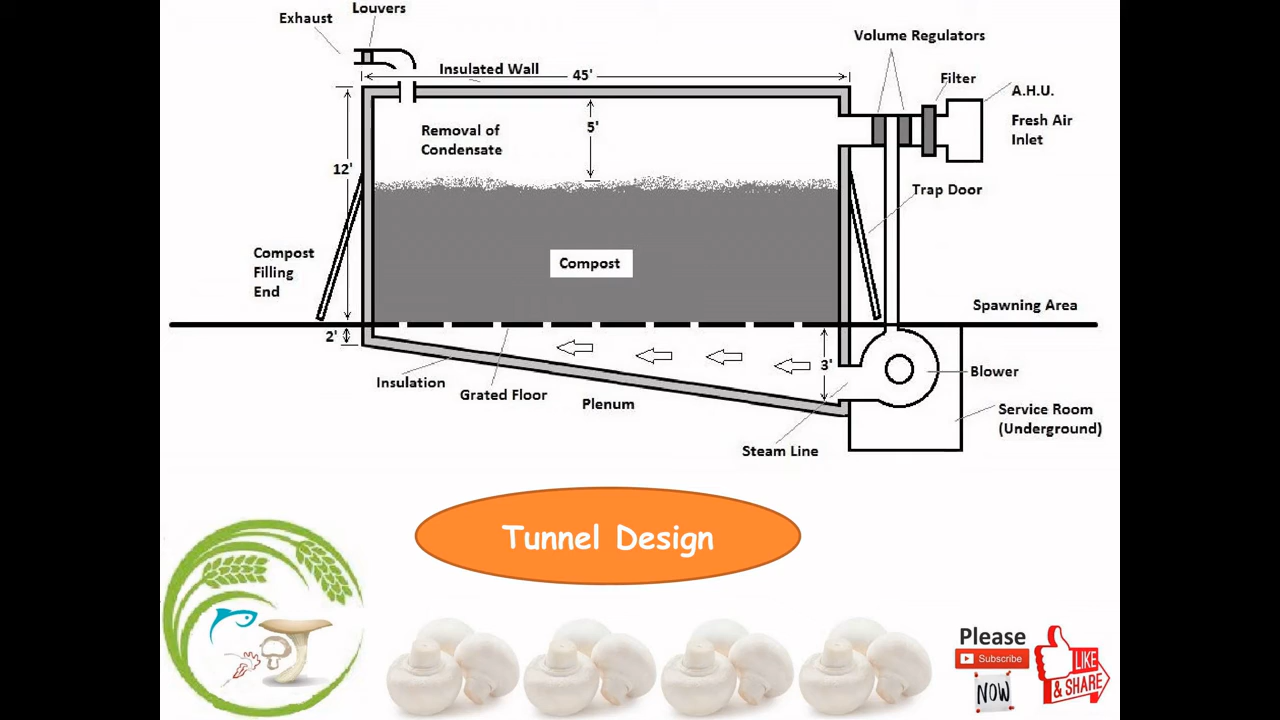 Louvers
Exhaust
Volume Regulators
Insulated Wall
45'
Filter
A.H.U.
Fresh Air
Inlet
5'
Removal of
Condensate
12'
Trap Door
Compost
Filling
End
Compost
Spawning Area
2'
3'
Insulation
Grated Floor
Plenum
Blower
Service Room
(Underground)
Steam Line
Tunnel Design
Please
Subscribe
NOW
LIKE
& SHARE